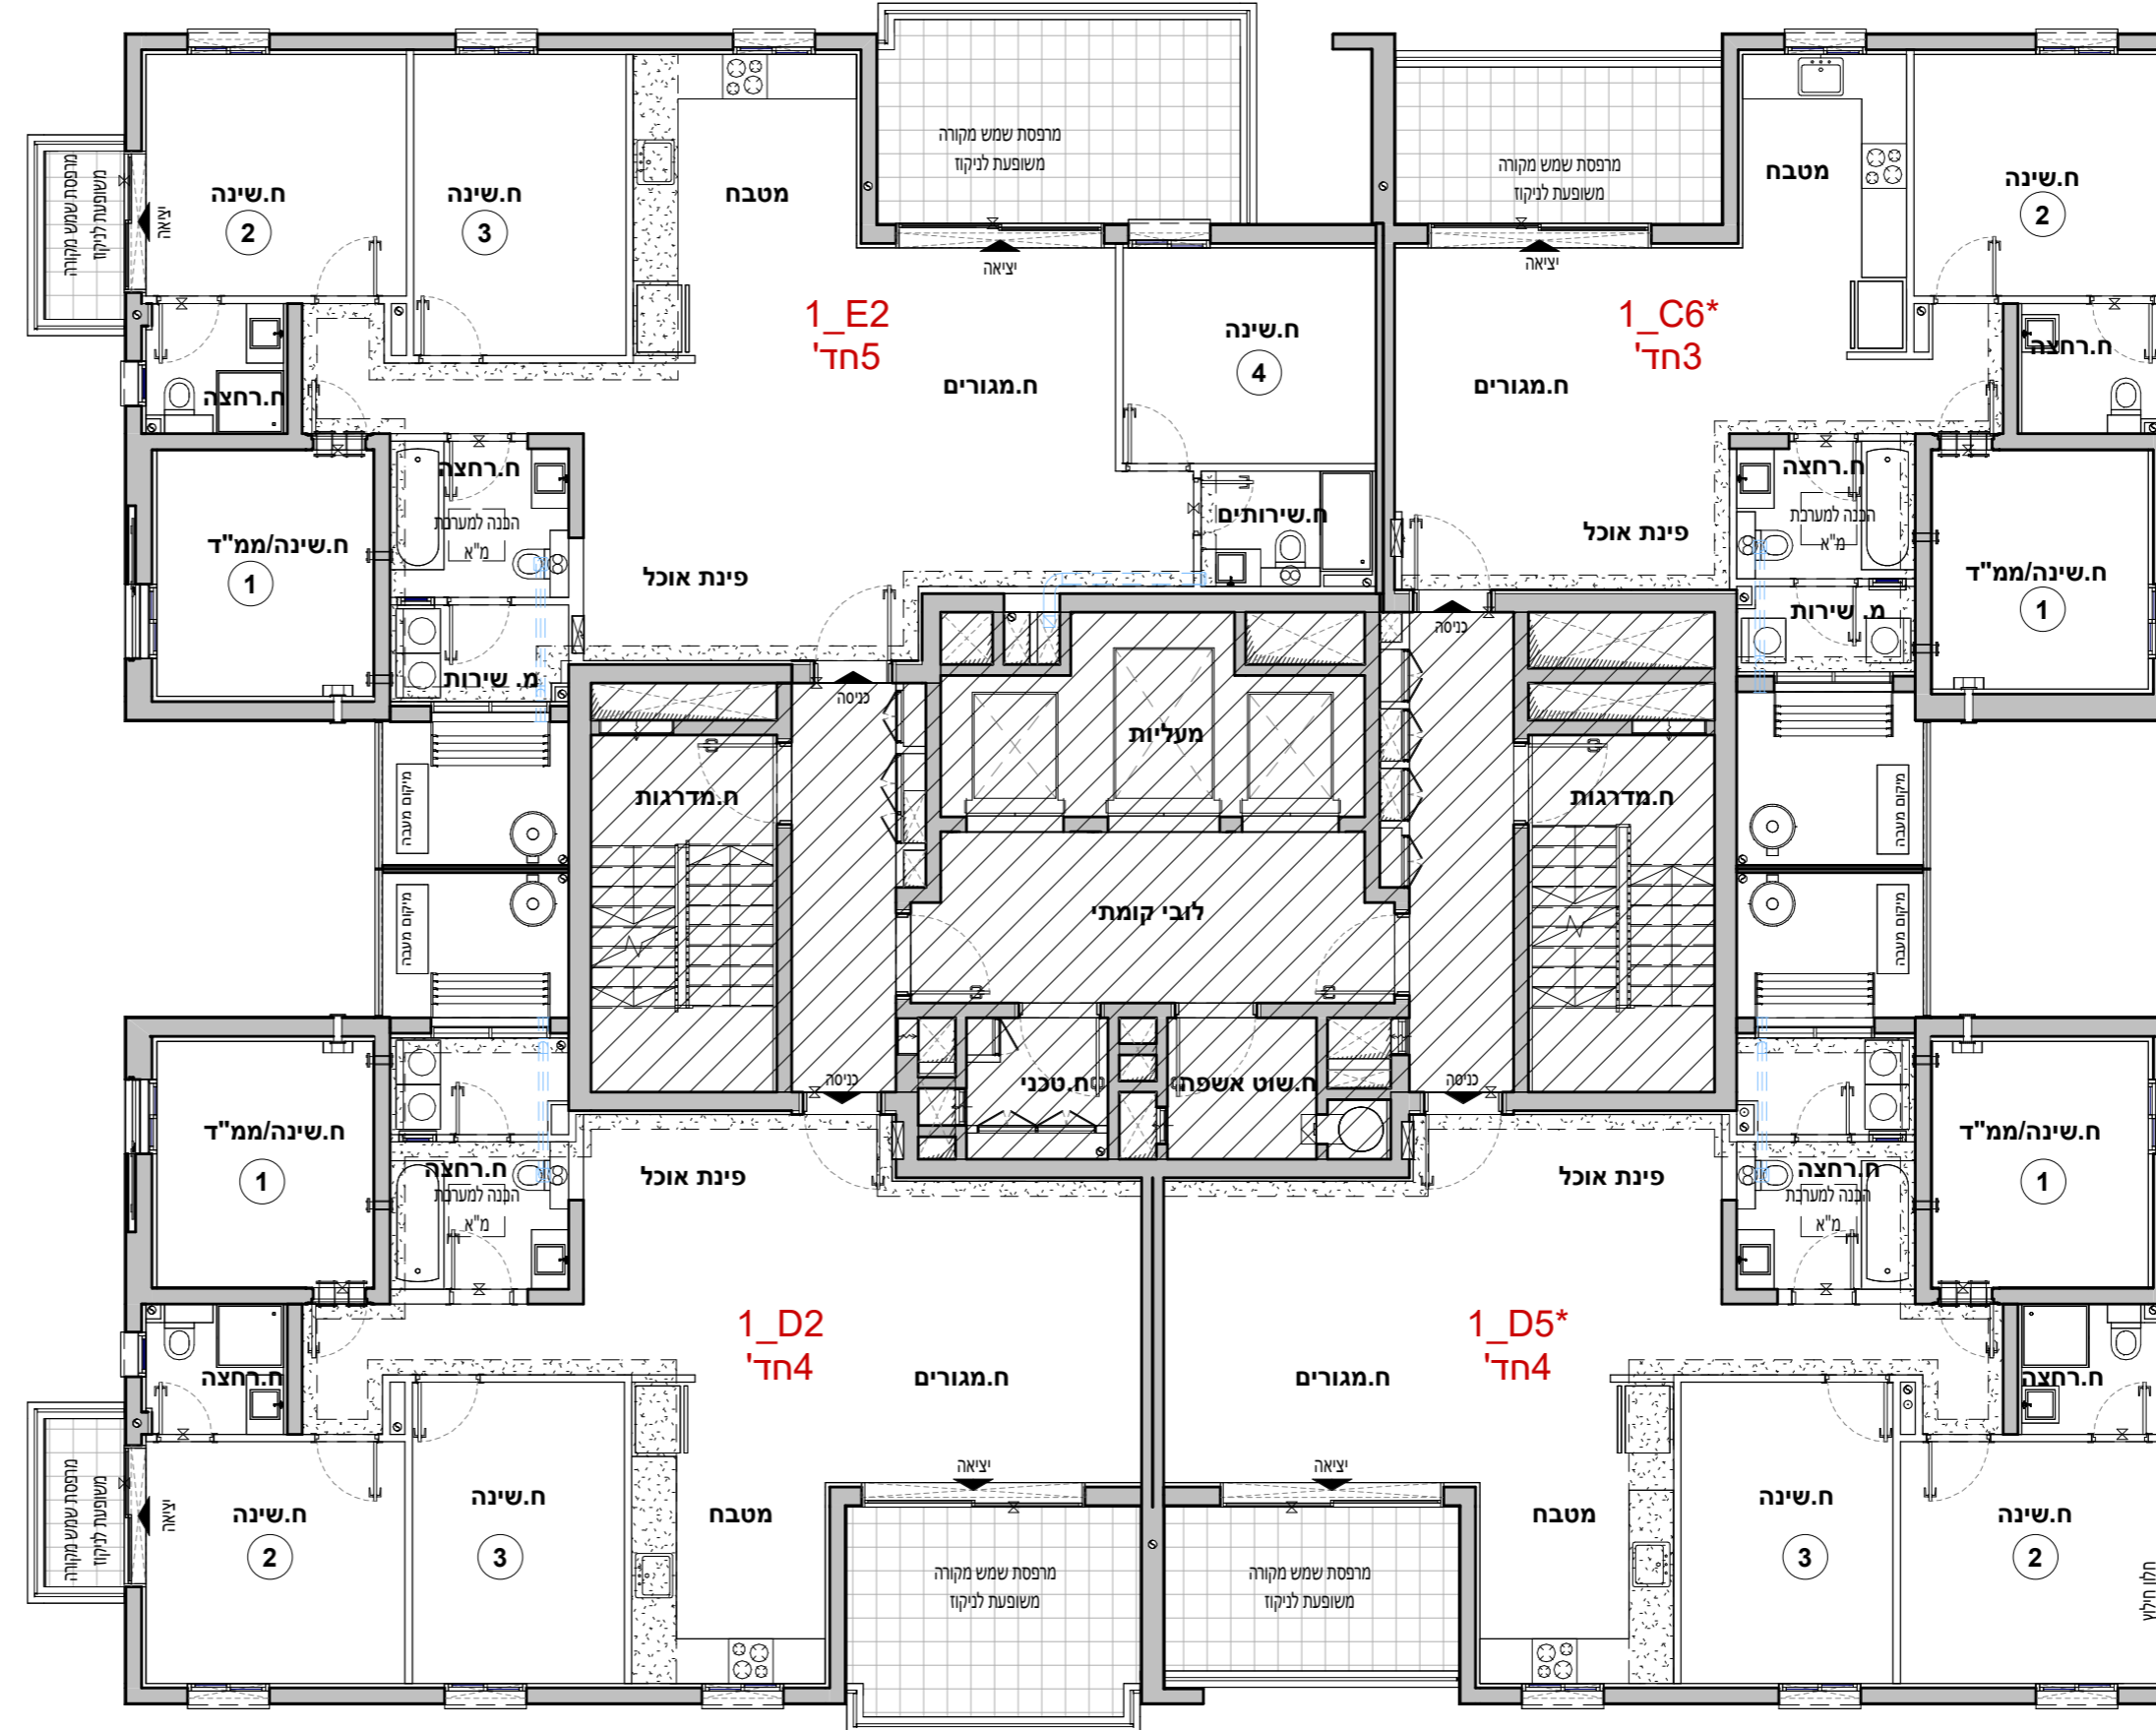 מרפסת שמש מקורה
משופעת לניקוז
יציאה
ח.שינה
2
ח.שינה
3
מטבח
מרפסת שמש מקורה
משופעת לניקוז
יציאה
1_E2
5חד'
ח.מגורים
ח.שינה
4
ח.רחצה
ח.שינה/ממ"ד
1
ח.רחצה
הכנה למערכת
מ"א
פינת אוכל
ח.שירותים
מ. שירות
כניסה
מרפסת שמש מקורה
משופעת לניקוז
יציאה
מטבח
ח.שינה
2
1_C6*
3חד'
ח.מגורים
ח.רחצה
ח.רחצה
הכנה למערכת
מ"א
פינת אוכל
ח.שינה/ממ"ד
1
מ. שירות
כניסה
מעליות
ח.מדרגות
ח.מדרגות
מיקום מעבה
מיקום מעבה
לובי קומתי
מיקום מעבה
מיקום מעבה
ח.טכני
ח.שוט אשפה
כניסה
כניסה
ח.שינה/ממ"ד
1
ח.רחצה
הכנה למערכת
מ"א
פינת אוכל
1_D2
4חד'
ח.מגורים
ח.רחצה
יציאה
מרפסת שמש מקורה
משופעת לניקוז
יציאה
ח.שינה
2
ח.שינה
3
מטבח
מרפסת שמש מקורה
משופעת לניקוז
פינת אוכל
ח.רחצה
הכנה למערכת
מ"א
ח.שינה/ממ"ד
1
1_D5*
4חד'
ח.מגורים
ח.רחצה
יציאה
מטבח
ח.שינה
3
ח.שינה
2
מרפסת שמש מקורה
משופעת לניקוז
חלון חילוץ